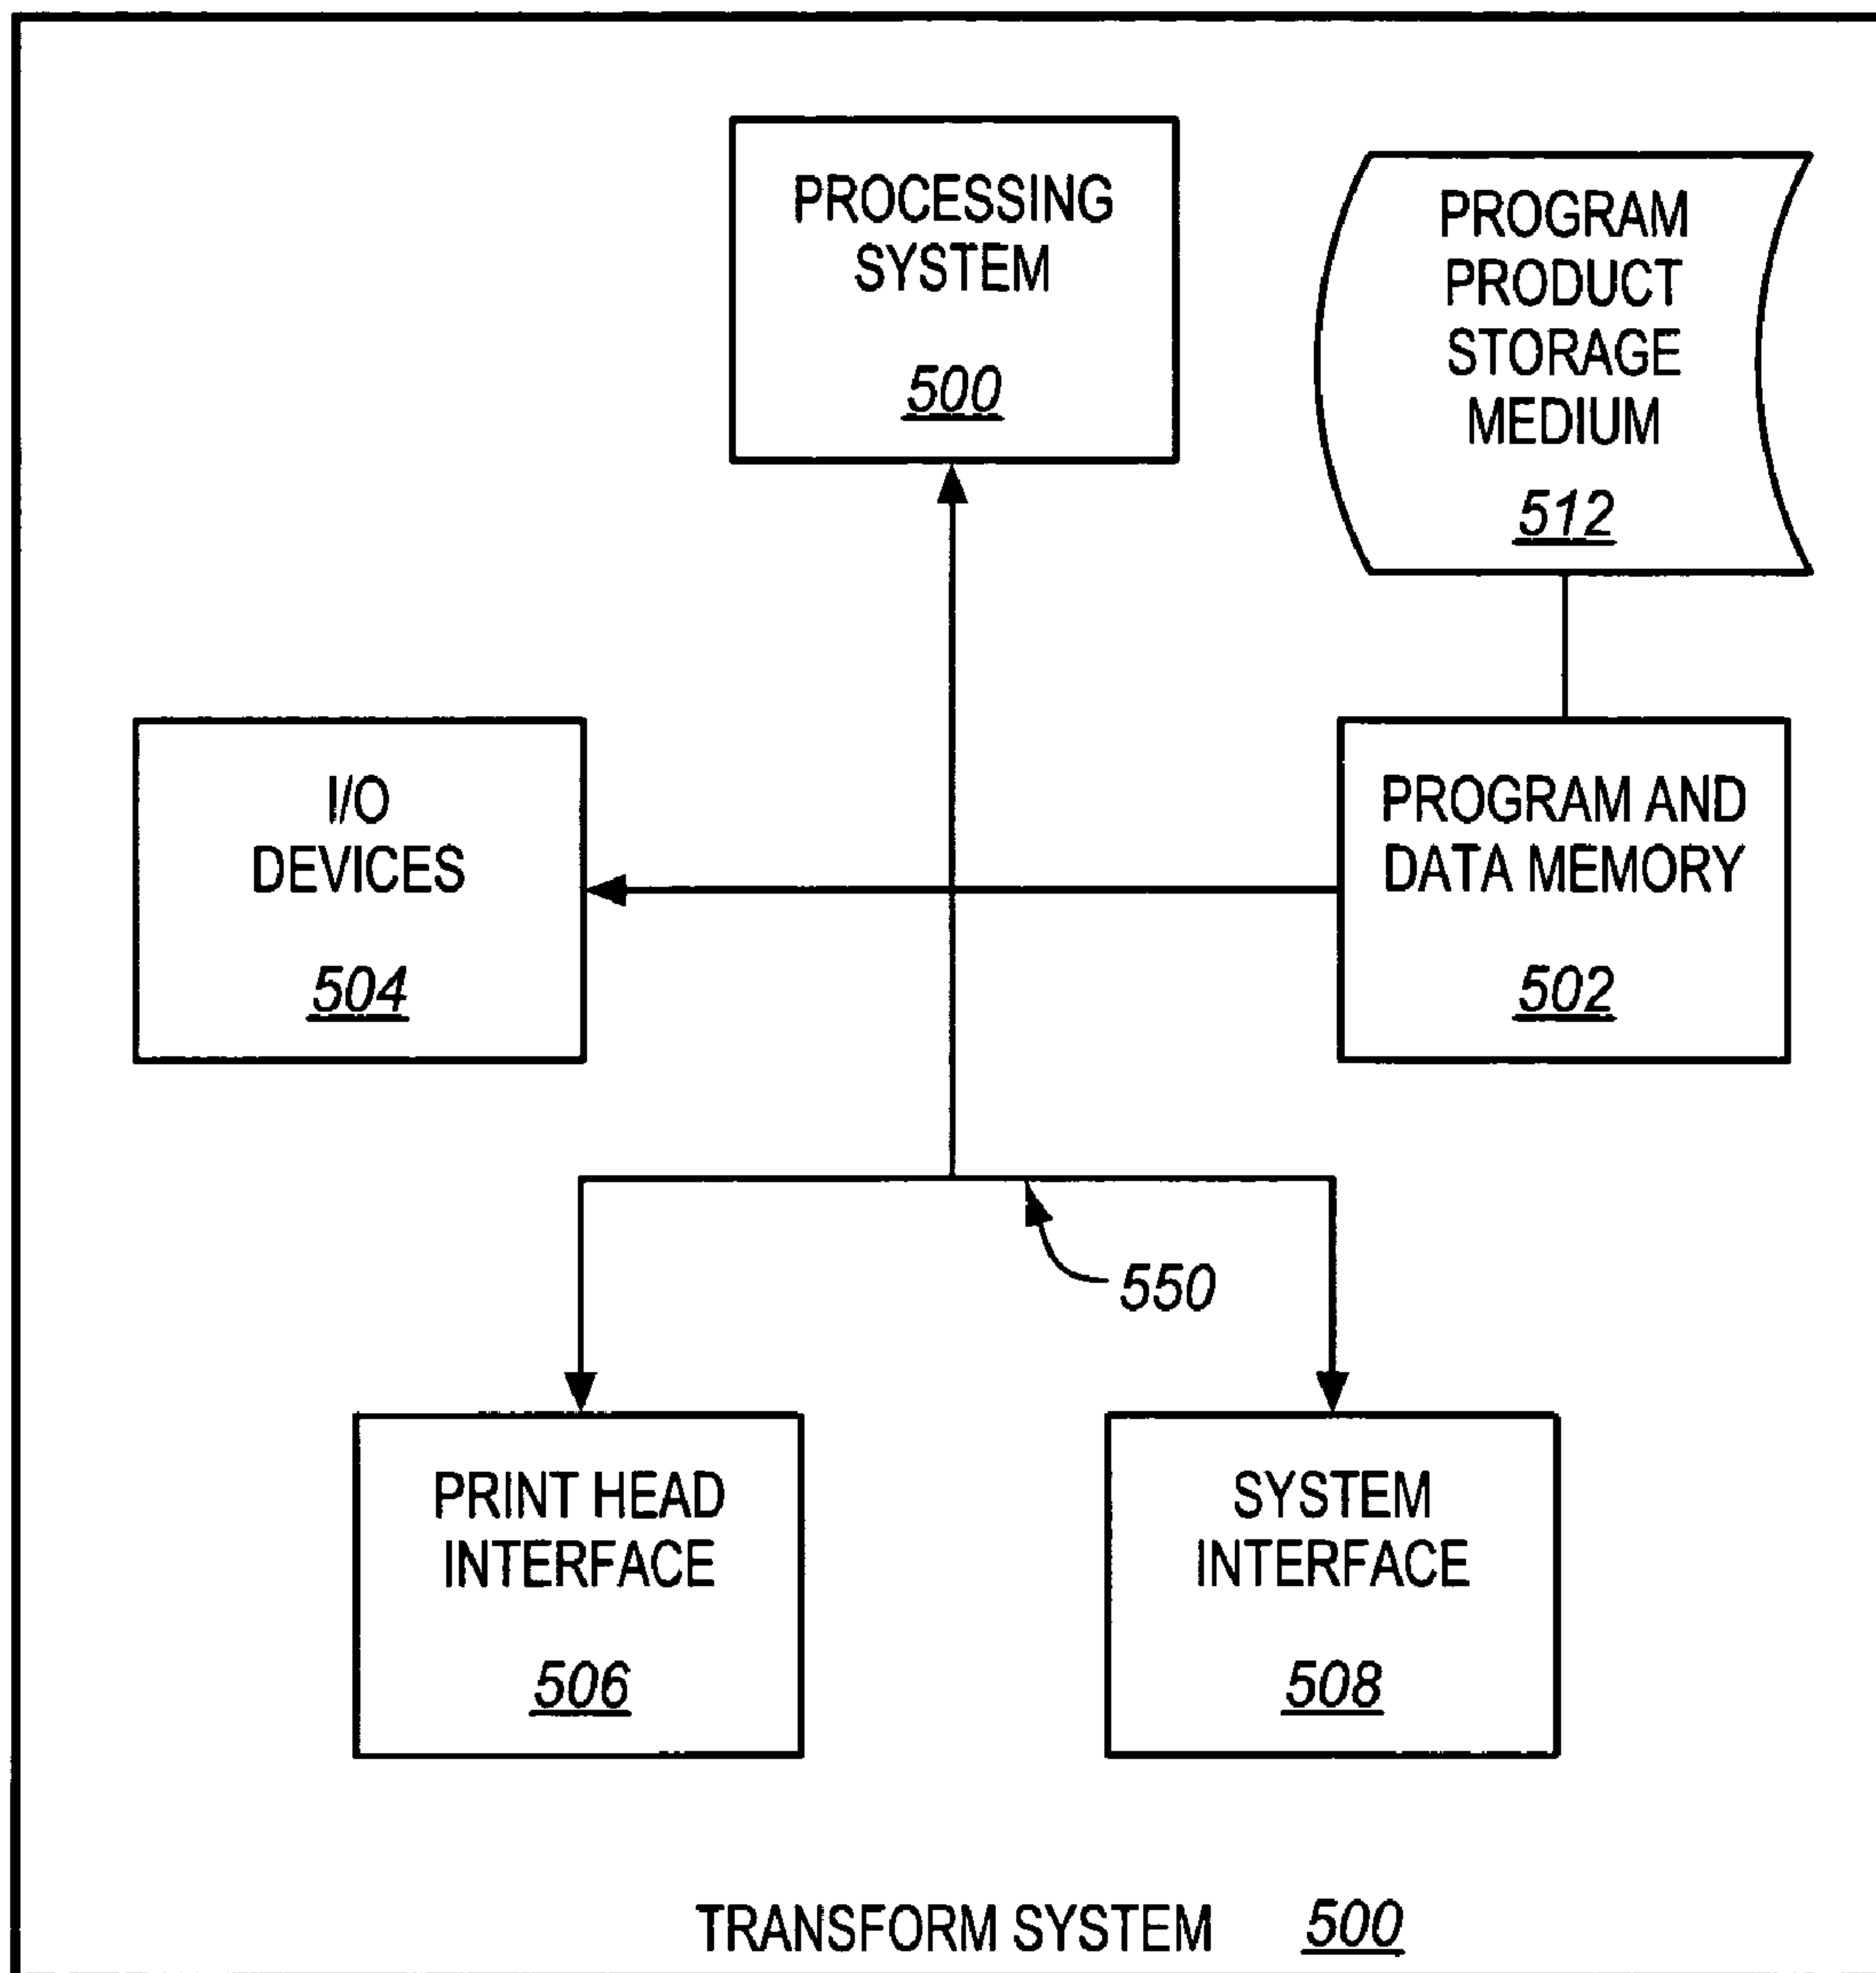 PROCESSING
SYSTEM
500
PROGRAM
PRODUCT
STORAGE
MEDIUM
512
I/O
DEVICES
504
PROGRAM AND
DATA MEMORY
502
550
PRINT HEAD
INTERFACE
506
SYSTEM
INTERFACE
508
TRANSFORM SYSTEM 500